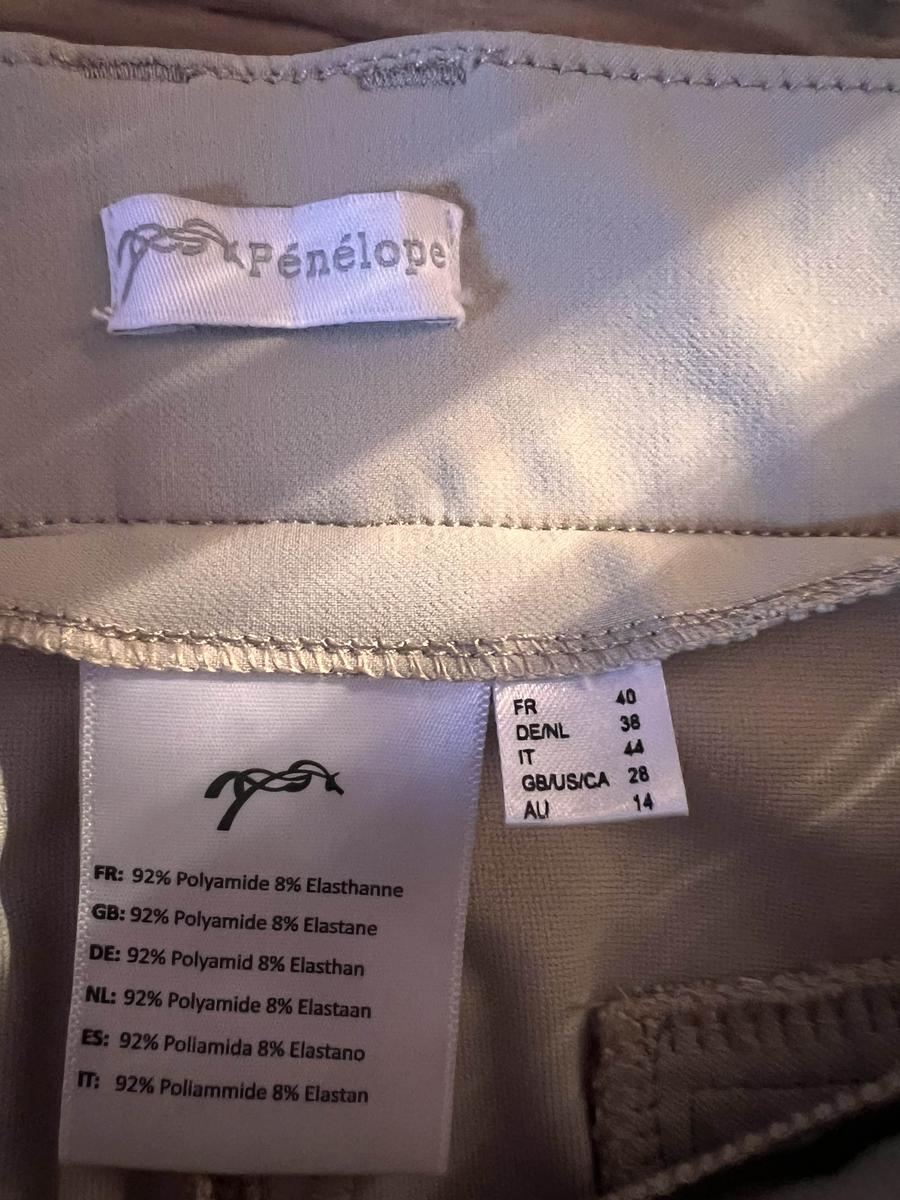 Pénélope
FR 40
DE/NL 38
IT 44
GB/US/CA 28
AU 14
FR: 92% Polyamide 8% Elasthanne
GB: 92% Polyamide 8% Elastane
DE: 92% Polyamid 8% Elasthan
NL: 92% Polyamide 8% Elastaan
ES: 92% Poliamida 8% Elastano
IT: 92% Poliammide 8% Elastan